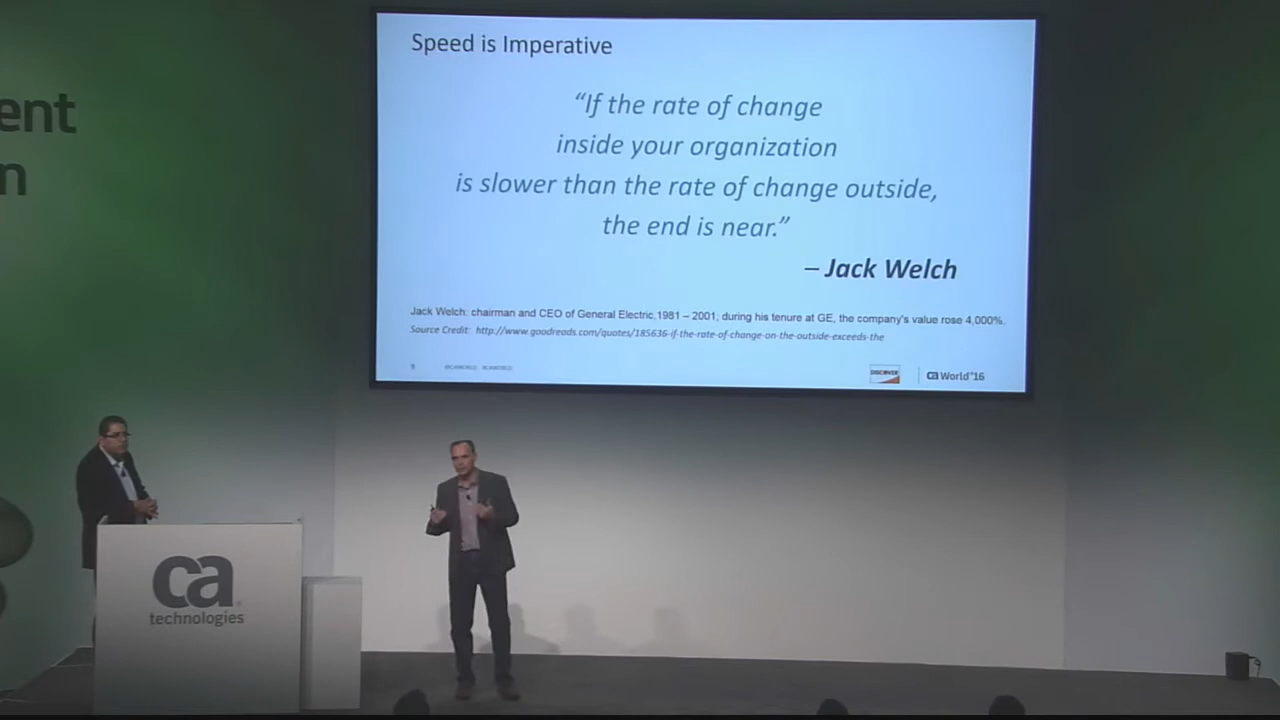 ent
n
Speed is Imperative
“If the rate of change
inside your organization
is slower than the rate of change outside,
the end is near.”
– Jack Welch
Jack Welch: chairman and CEO of General Electric,1981 – 2001, during his tenure at GE, the company's value rose 4,000%.
Source Credit: http://www.goodreads.com/quotes/185636-if-the-rate-of-change-on-the-outside-exceeds-the
9
DISCOVER
ca World '16
ca
technologies